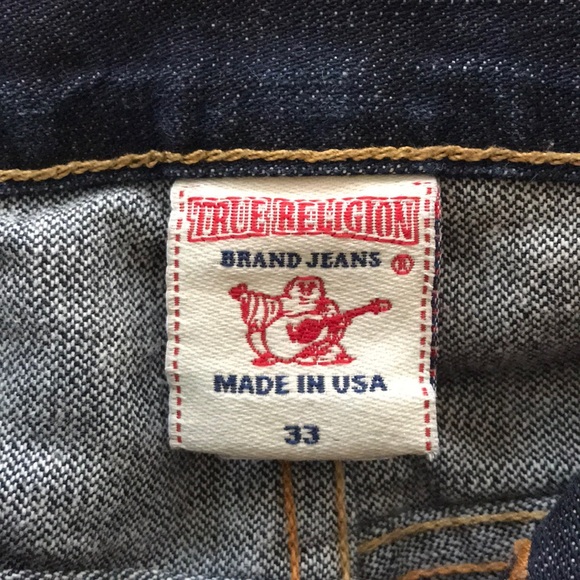 TRUE RELIGION
BRAND JEANS ®
MADE IN USA
33